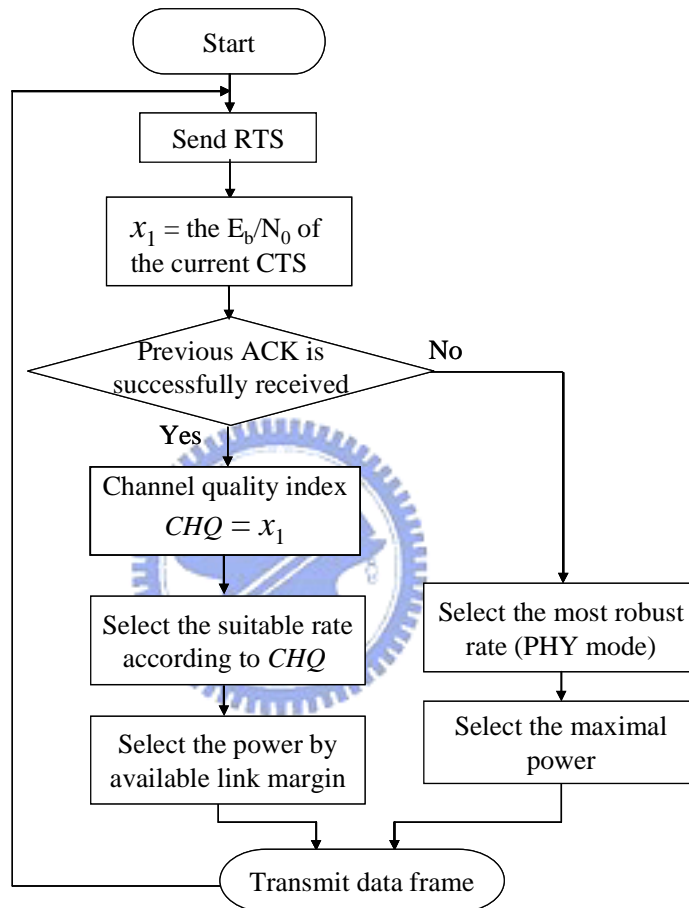 Start
Send RTS
x₁ = the E_b/N₀ of
the current CTS
Previous ACK is
successfully received
No
Yes
Channel quality index
CHQ = x₁
Select the suitable rate
according to CHQ
Select the most robust
rate (PHY mode)
Select the power by
available link margin
Select the maximal
power
Transmit data frame